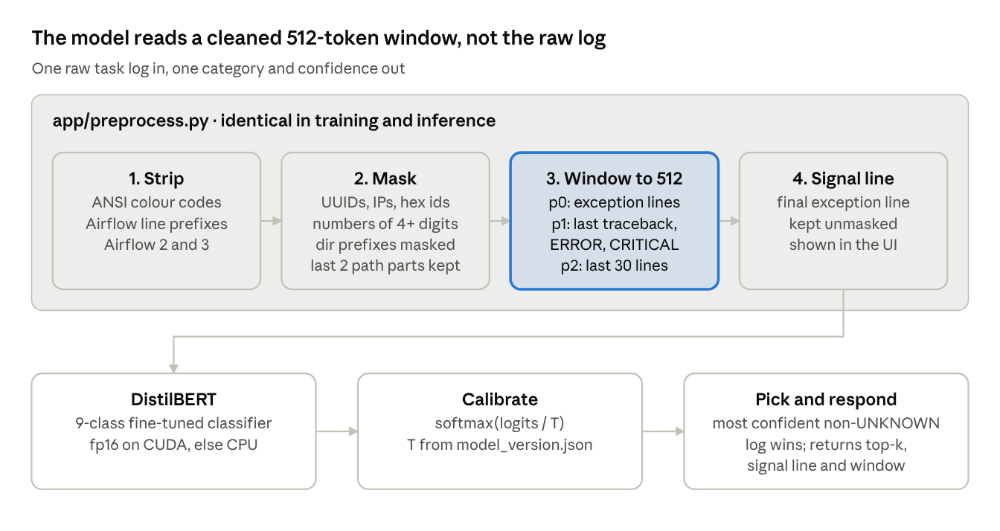 The model reads a cleaned 512-token window, not the raw log
One raw task log in, one category and confidence out
app/preprocess.py · identical in training and inference
1. Strip
ANSI colour codes
Airflow line prefixes
Airflow 2 and 3
2. Mask
UUIDs, IPs, hex ids
numbers of 4+ digits
dir prefixes masked
last 2 path parts kept
3. Window to 512
p0: exception lines
p1: last traceback,
ERROR, CRITICAL
p2: last 30 lines
4. Signal line
final exception line
kept unmasked
shown in the UI
DistilBERT
9-class fine-tuned classifier
fp16 on CUDA, else CPU
Calibrate
softmax(logits / T)
T from model_version.json
Pick and respond
most confident non-UNKNOWN
log wins; returns top-k,
signal line and window